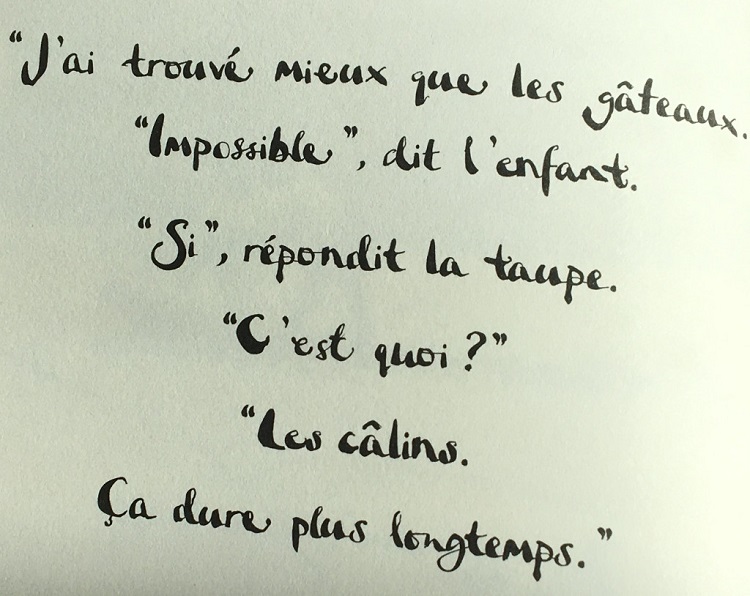 “J'ai trouvé mieux que les gâteaux.
“Impossible”, dit l'enfant.
“Si”, répondit la taupe.
“C'est quoi ?”
“Les câlins.
Ça dure plus longtemps.”